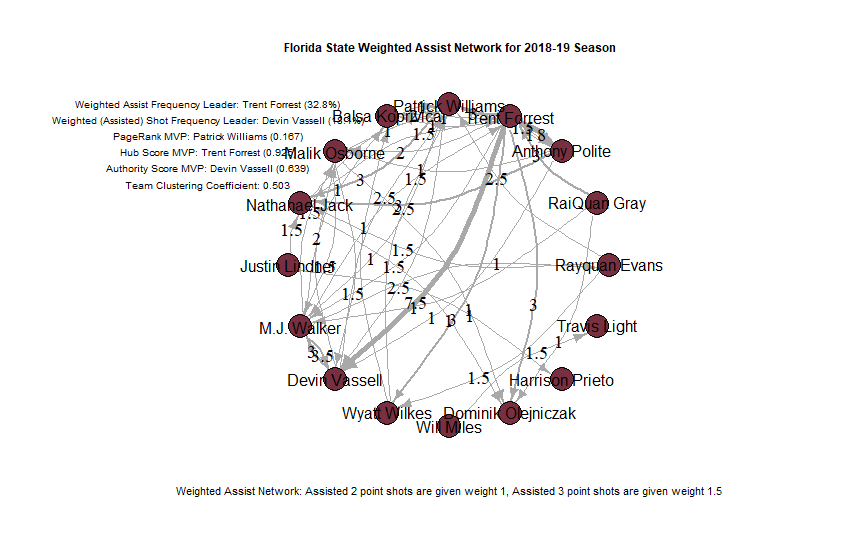 Florida State Weighted Assist Network for 2018-19 Season
Weighted Assist Frequency Leader: Trent Forrest (32.8%)
Weighted (Assisted) Shot Frequency Leader: Devin Vassell
PageRank MVP: Patrick Williams (0.167)
Hub Score MVP: Trent Forrest
Authority Score MVP: Devin Vassell (0.639)
Team Clustering Coefficient: 0.503
Patrick Williams
Balsa Koprivica
Trent Forrest
1
2
1
1.5
1.5
1 8
Malik Osborne
2
3
Anthony Polite
1
3
1.5
2.5
1
2.5
3
2.5
Nathanael Jack
RaiQuan Gray
1.5
1.5
1
2
1.5
Justin Lindner
1.5
1
1.5
1
Rayquan Evans
1.5
2.5
7.5
1
3
M.J. Walker
1
1
3
1
Travis Light
3
3.5
1.5
1
Devin Vassell
1.5
Harrison Prieto
Wyatt Wilkes
Dominik Olejniczak
Will Miles
Weighted Assist Network: Assisted 2 point shots are given weight 1, Assisted 3 point shots are given weight 1.5